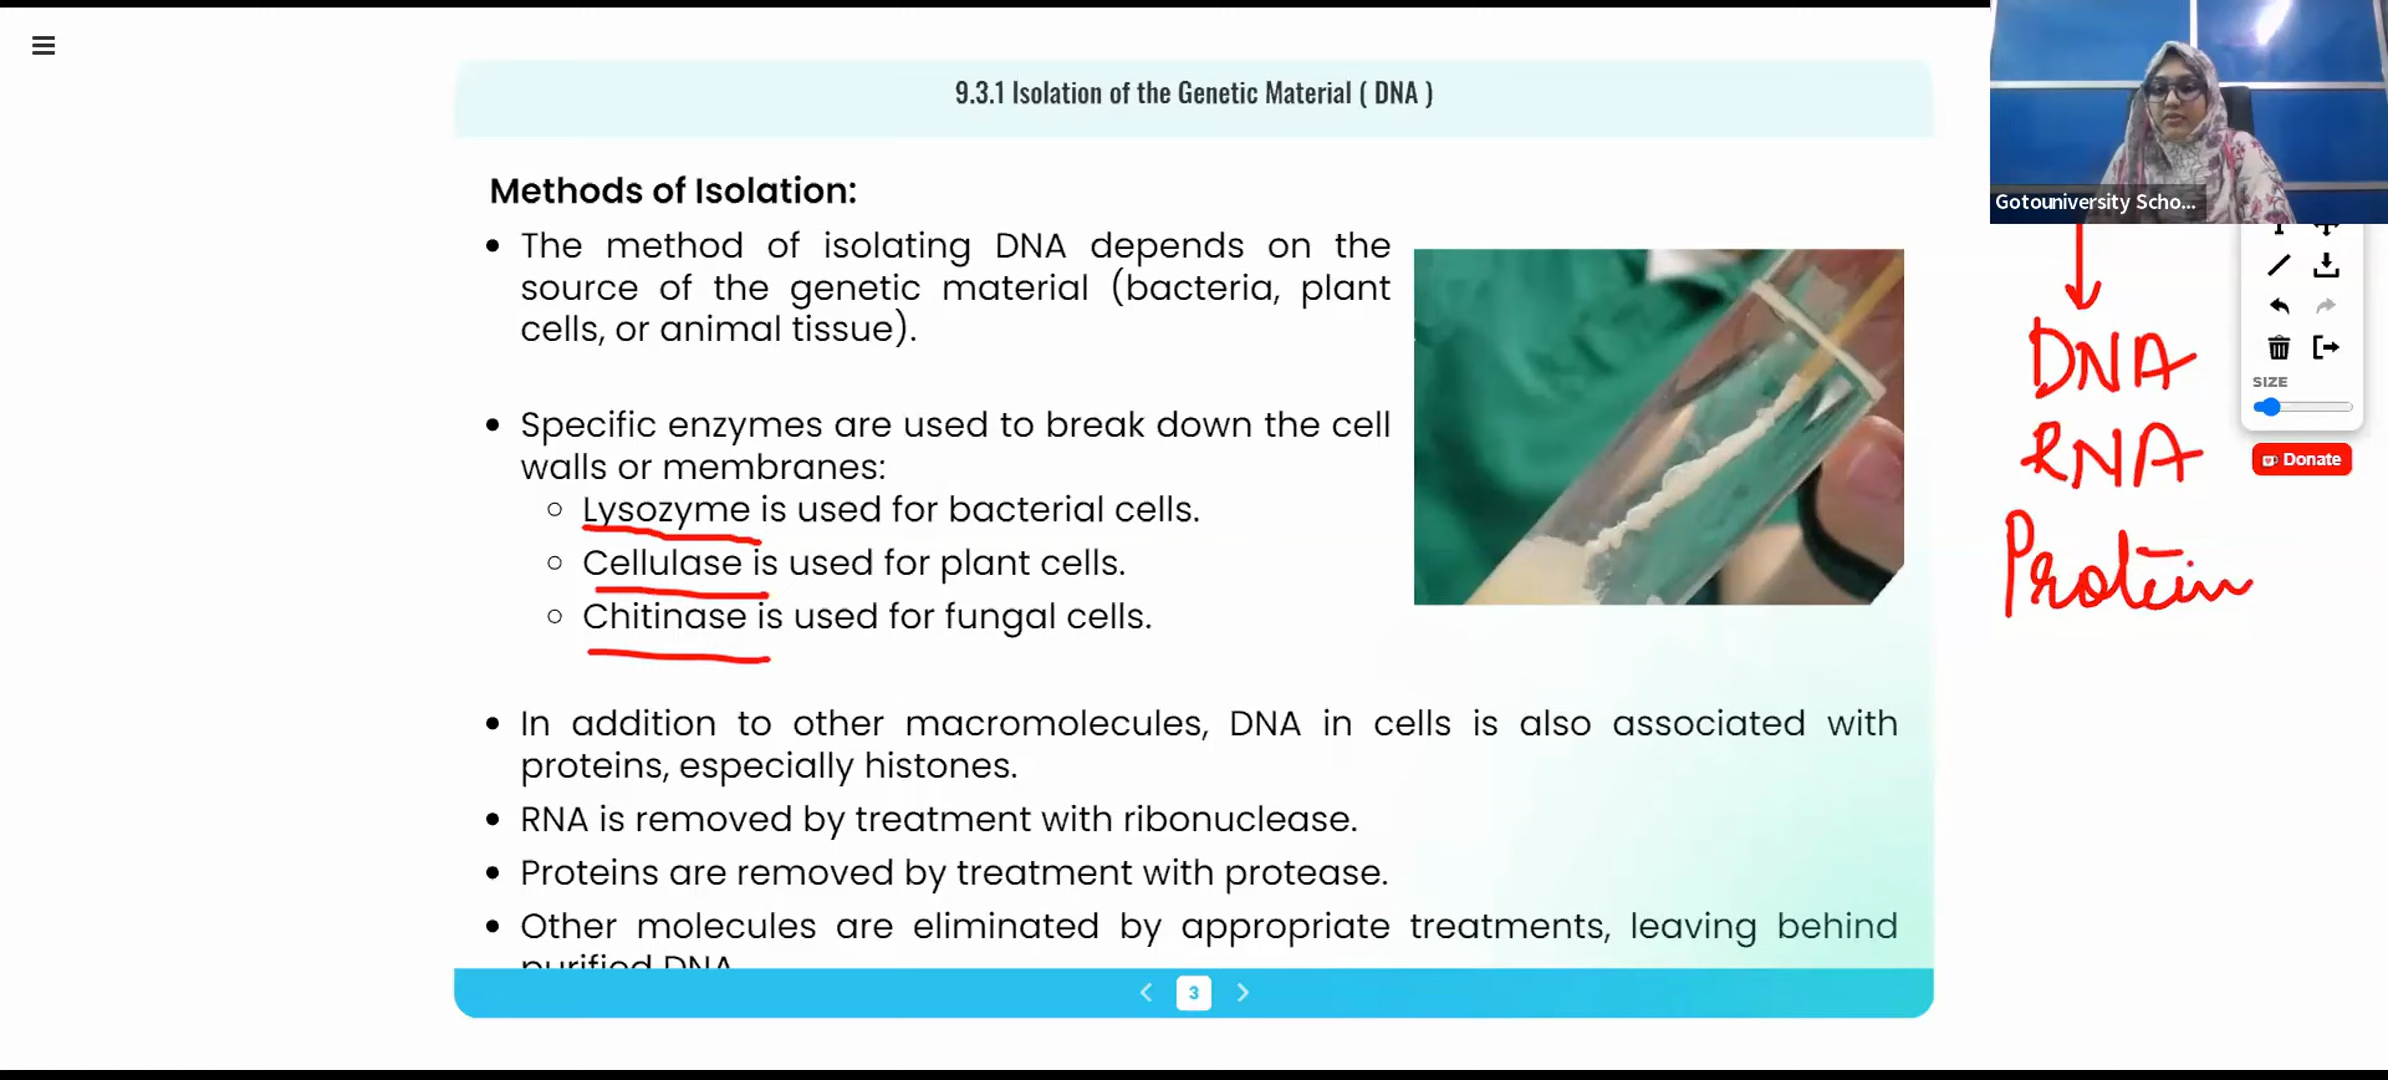 9.3.1 Isolation of the Genetic Material ( DNA )
Gotouniversity Scho...
Methods of Isolation:
• The method of isolating DNA depends on the
source of the genetic material (bacteria, plant
cells, or animal tissue).
• Specific enzymes are used to break down the cell
walls or membranes:
○ Lysozyme is used for bacterial cells.
○ Cellulase is used for plant cells.
○ Chitinase is used for fungal cells.
• In addition to other macromolecules, DNA in cells is also associated with
proteins, especially histones.
• RNA is removed by treatment with ribonuclease.
• Proteins are removed by treatment with protease.
• Other molecules are eliminated by appropriate treatments, leaving behind
purified DNA
3
DNA
RNA
Protein
SIZE
Donate